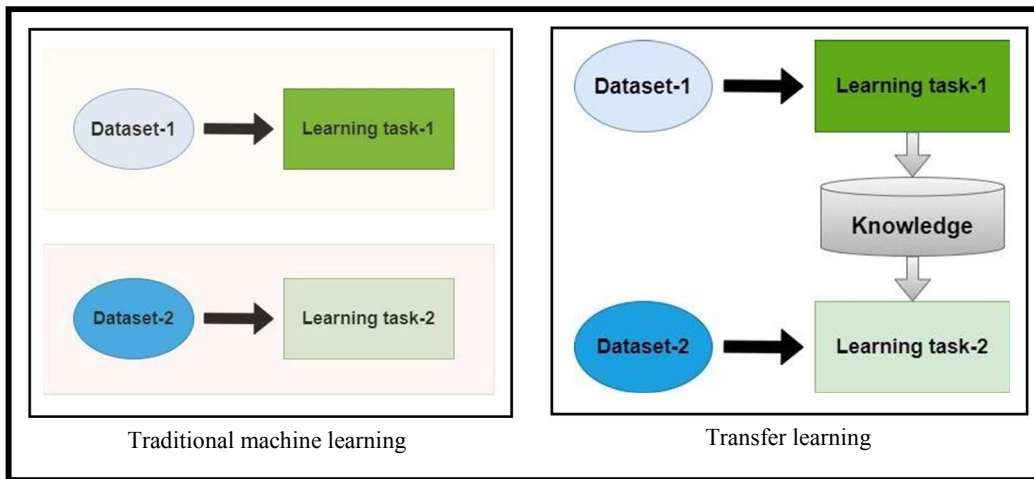 Dataset-1
Learning task-1
Dataset-2
Learning task-2
Traditional machine learning
Dataset-1
Learning task-1
Knowledge
Dataset-2
Learning task-2
Transfer learning